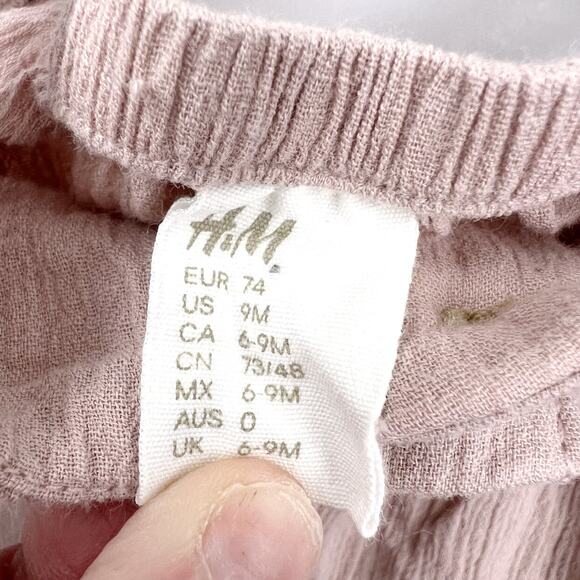 H&M
EUR 74
US 9M
CA 6-9M
CN 73/48
MX 6-9M
AUS 0
UK 6-9M